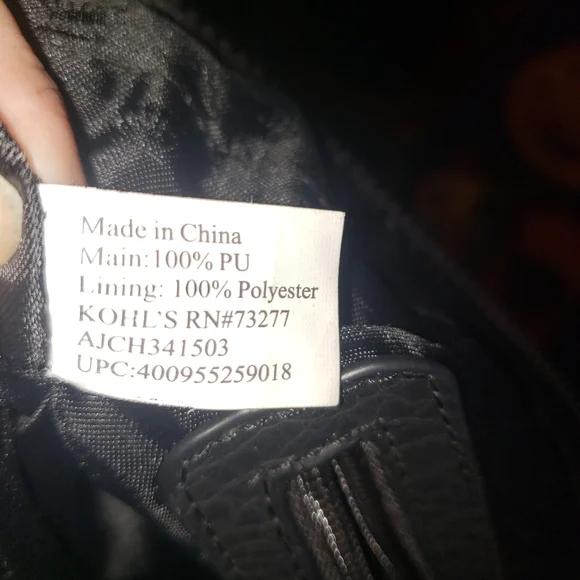 Made in China
Main:100% PU
Lining: 100% Polyester
KOHL'S RN#73277
AJCH341503
UPC:400955259018